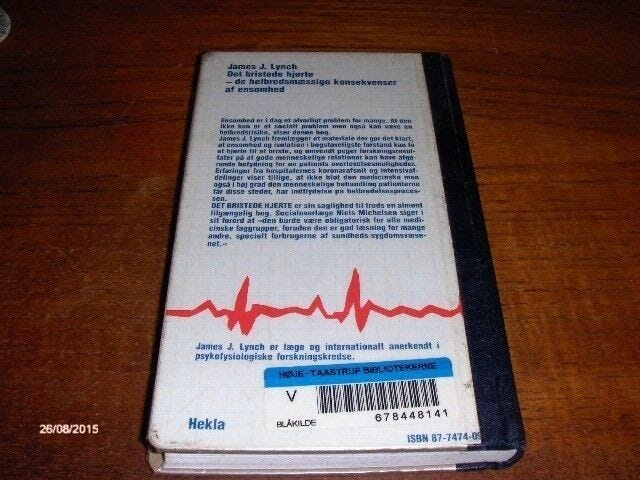 James J. Lynch
Det bristede hjerte
– de helbredsmæssige konsekvenser
af ensomhed
Ensomhed er i dag et alvorligt problem for mange. At den
ikke kun er et socialt problem men også kan være en
helbredsrisiko, viser denne bog.
James J. Lynch fremlægger et materiale der gør det klart,
at ensomhed og isolation i bogstaveligste forstand kan få
et hjerte til at briste, og omvendt peger forskningsresul-
tater på at gode menneskelige relationer kan have afgø-
rende betydning for en patients overlevelsesmuligheder.
Erfaringer fra hospitalernes koronarafsnit og intensivaf-
delinger viser tillige, at ikke blot den medicinske men
også i høj grad den menneskelige behandling patienterne
får disse steder, har indflydelse på helbredelsesproces-
sen.
DET BRISTEDE HJERTE er sin saglighed til trods en alment
tilgængelig bog. Socialoverlæge Niels Michelsen siger i
sit forord at »den burde være obligatorisk for alle medi-
cinske faggrupper, foruden den er god læsning for mange
andre, specielt forbrugerne af sundheds-sygdomsvæse-
net.«
James J. Lynch er læge og internationalt anerkendt i
psykofysiologiske forskningskredse.
HØJE-TAASTRUP BIBLIOTEKERNE
V
BLÅKILDE
678448141
Hekla
ISBN 87-7474-09
26/08/2015